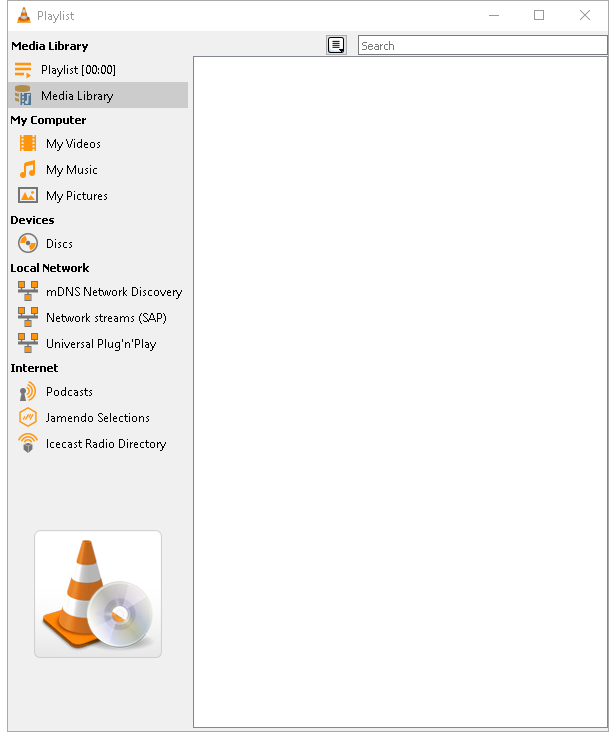 Playlist
Media Library
Search
Playlist [00:00]
Media Library
My Computer
My Videos
My Music
My Pictures
Devices
Discs
Local Network
mDNS Network Discovery
Network streams (SAP)
Universal Plug'n'Play
Internet
Podcasts
Jamendo Selections
Icecast Radio Directory